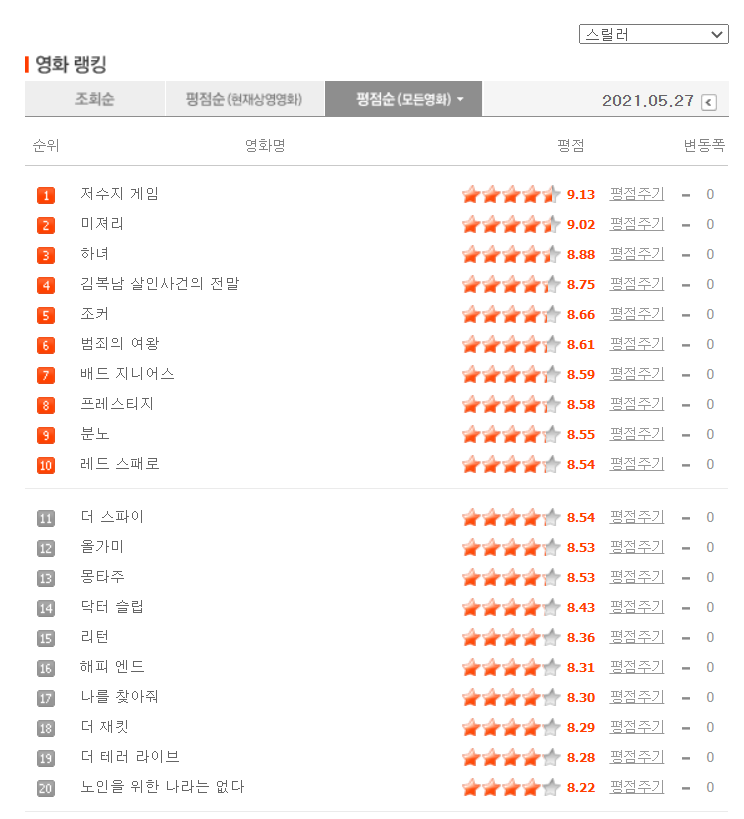 스릴러
영화 랭킹
조회순 평점순(현재상영영화) 평점순(모든영화) 2021.05.27
순위 영화명 평점 변동폭
1 저수지 게임 9.13 평점주기 0
2 미져리 9.02 평점주기 0
3 하녀 8.88 평점주기 0
4 김복남 살인사건의 전말 8.75 평점주기 0
5 조커 8.66 평점주기 0
6 범죄의 여왕 8.61 평점주기 0
7 배드 지니어스 8.59 평점주기 0
8 프레스티지 8.58 평점주기 0
9 분노 8.55 평점주기 0
10 레드 스패로 8.54 평점주기 0
11 더 스파이 8.54 평점주기 0
12 올가미 8.53 평점주기 0
13 몽타주 8.53 평점주기 0
14 닥터 슬립 8.43 평점주기 0
15 리턴 8.36 평점주기 0
16 해피 엔드 8.31 평점주기 0
17 나를 찾아줘 8.30 평점주기 0
18 더 재킷 8.29 평점주기 0
19 더 테러 라이브 8.28 평점주기 0
20 노인을 위한 나라는 없다 8.22 평점주기 0